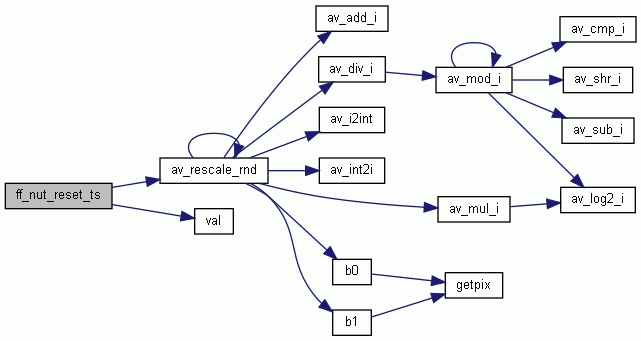 ff_nut_reset_ts
av_rescale_rnd
val
av_add_i
av_div_i
av_i2int
av_int2i
av_mul_i
b0
b1
av_mod_i
getpix
av_cmp_i
av_shr_i
av_sub_i
av_log2_i